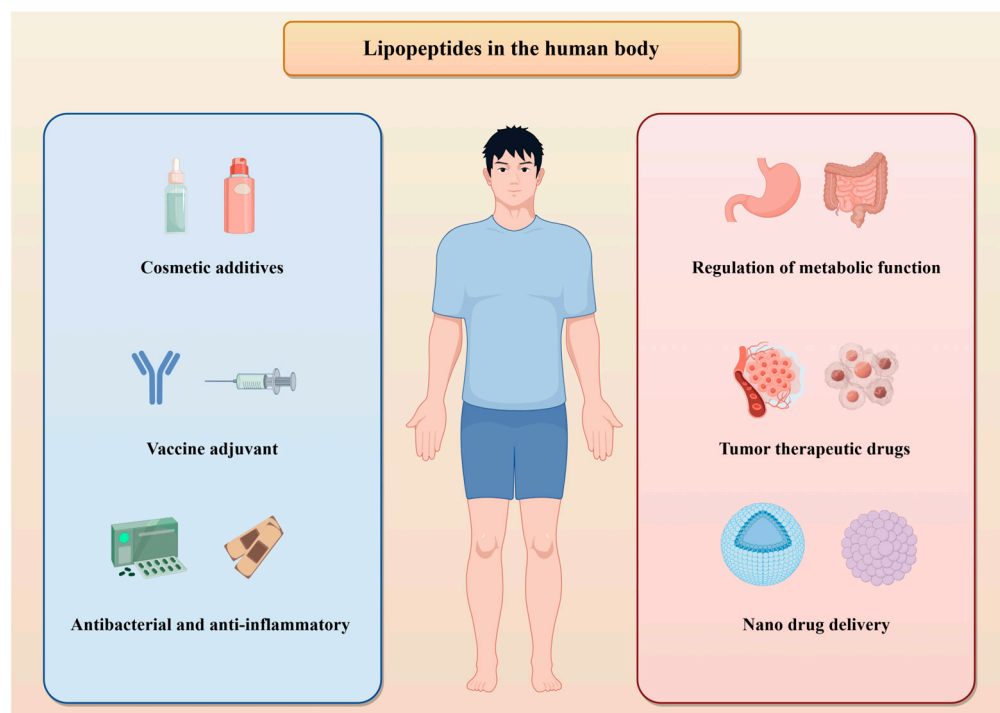 Lipopeptides in the human body
Cosmetic additives
Vaccine adjuvant
Antibacterial and anti-inflammatory
Regulation of metabolic function
Tumor therapeutic drugs
Nano drug delivery